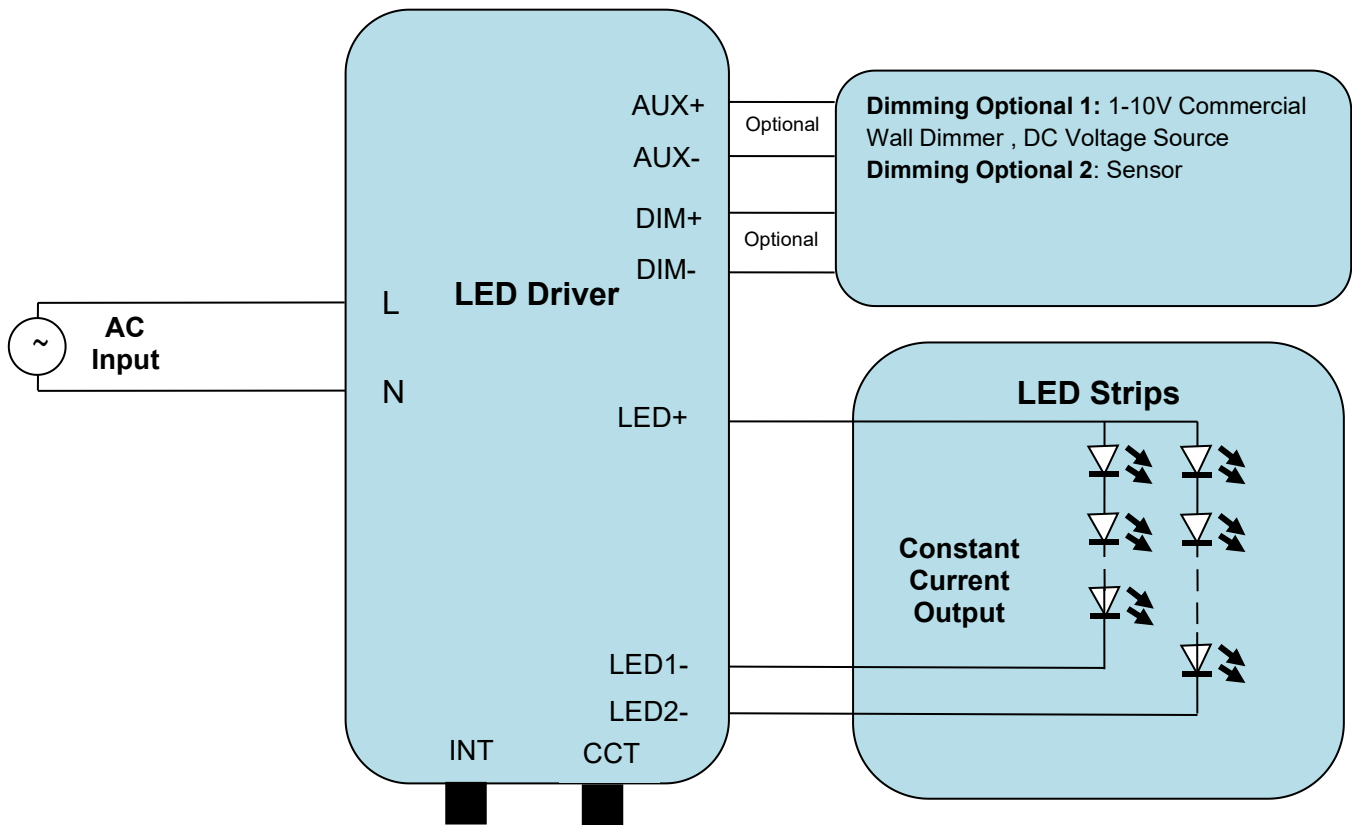 AUX+
Optional
AUX-
DIM+
Optional
DIM-
Dimming Optional 1: 1-10V Commercial
Wall Dimmer , DC Voltage Source
Dimming Optional 2: Sensor
LED Driver
L
~
AC
Input
N
LED+
LED Strips
Constant
Current
Output
LED1-
LED2-
INT
CCT